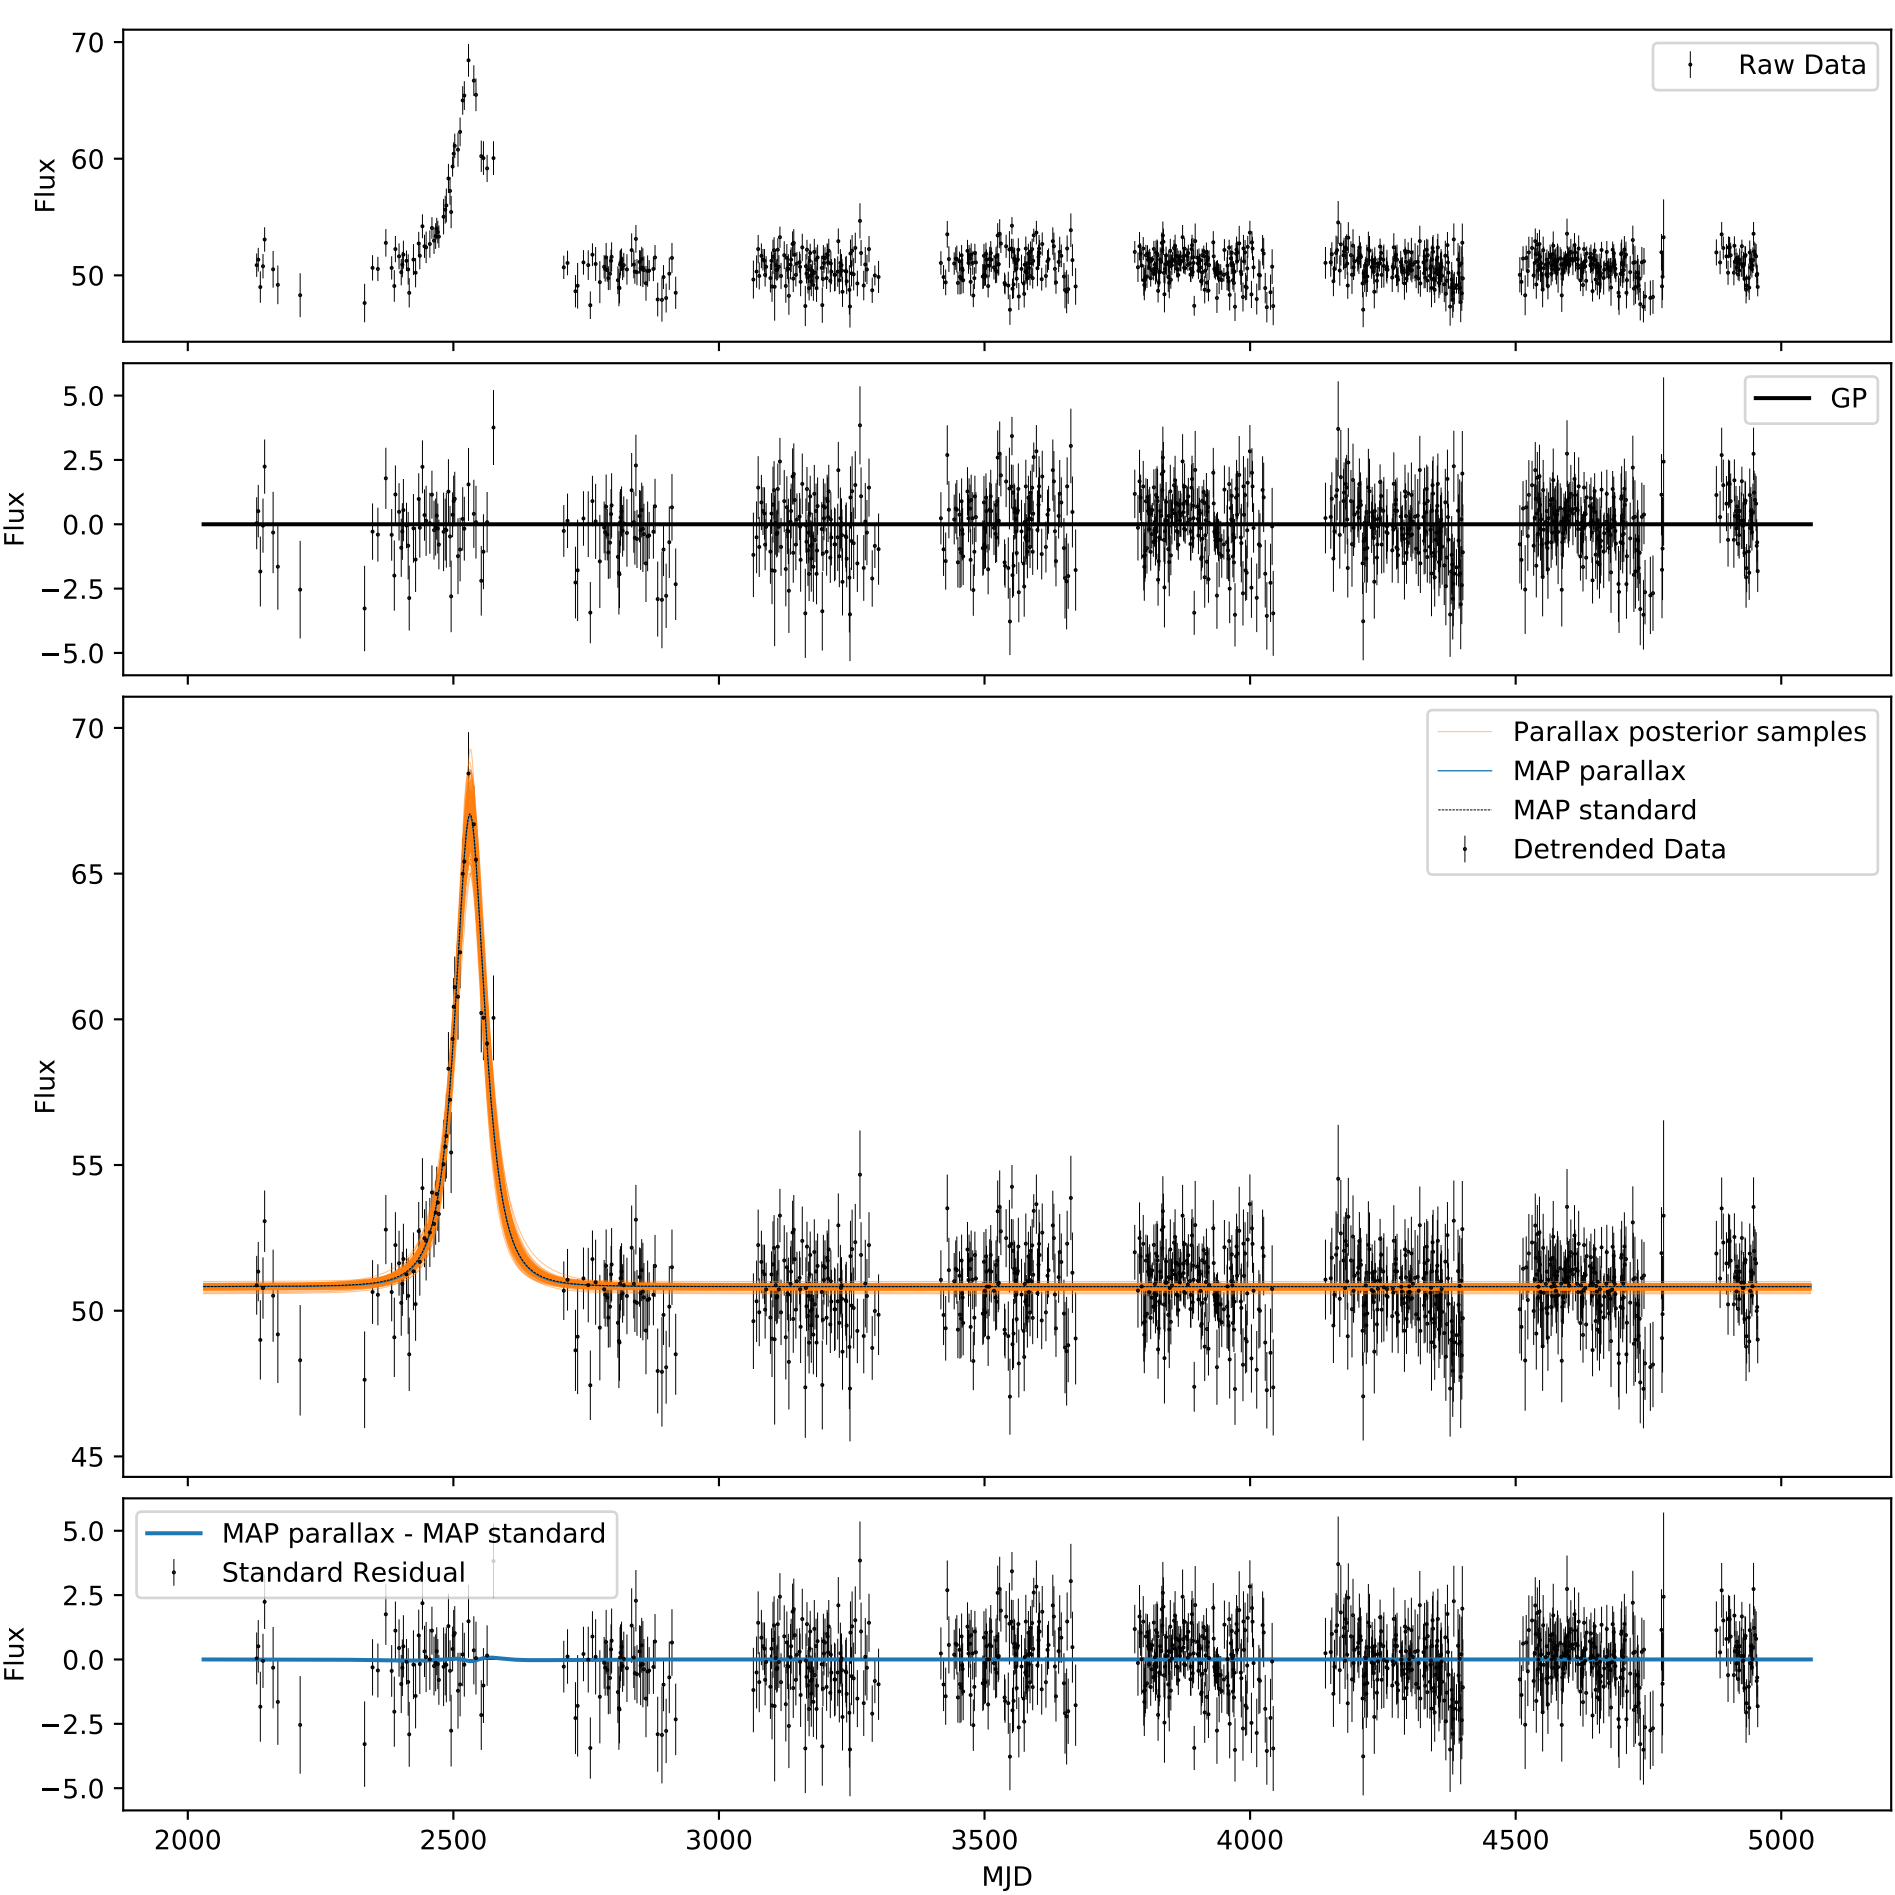 70
60
50
Flux
Raw Data
5.0
2.5
0.0
−2.5
−5.0
Flux
GP
70
65
60
55
50
45
Flux
Parallax posterior samples
MAP parallax
MAP standard
Detrended Data
5.0
2.5
0.0
−2.5
−5.0
Flux
MAP parallax - MAP standard
Standard Residual
2000 2500 3000 3500 4000 4500 5000
MJD